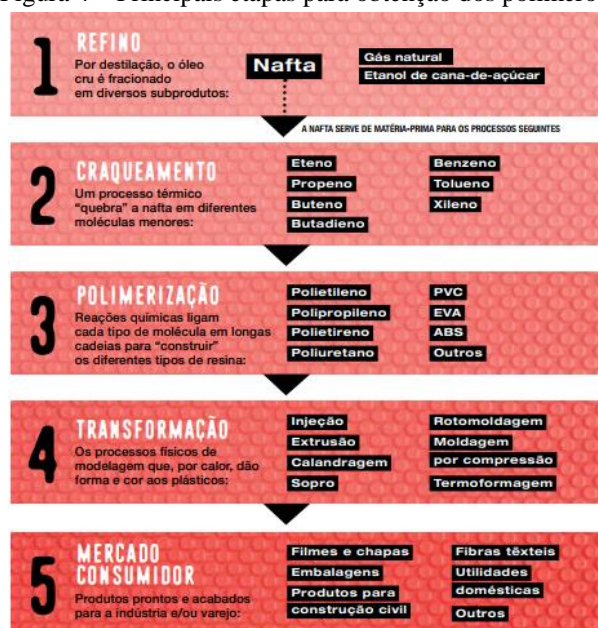 Figura 4 – Principais etapas para obtenção dos polímero
1
REFINO
Por destilação, o óleo
cru é fracionado
em diversos subprodutos:
Nafta
Gás natural
Etanol de cana-de-açúcar
A NAFTA SERVE DE MATÉRIA-PRIMA PARA OS PROCESSOS SEGUINTES
2
CRAQUEAMENTO
Um processo térmico
“quebra” a nafta em diferentes
moléculas menores:
Eteno
Propeno
Buteno
Butadieno
Benzeno
Tolueno
Xileno
3
POLIMERIZAÇÃO
Reações químicas ligam
cada tipo de molécula em longas
cadeias para “construir”
os diferentes tipos de resina:
Polietileno
Polipropileno
Polietireno
Poliuretano
PVC
EVA
ABS
Outros
4
TRANSFORMAÇÃO
Os processos físicos de
modelagem que, por calor, dão
forma e cor aos plásticos:
Injeção
Extrusão
Calandragem
Sopro
Rotomoldagem
Moldagem
por compressão
Termoformagem
5
MERCADO
CONSUMIDOR
Produtos prontos e acabados
para a indústria e/ou varejo:
Filmes e chapas
Embalagens
Produtos para
construção civil
Fibras têxteis
Utilidades
domésticas
Outros